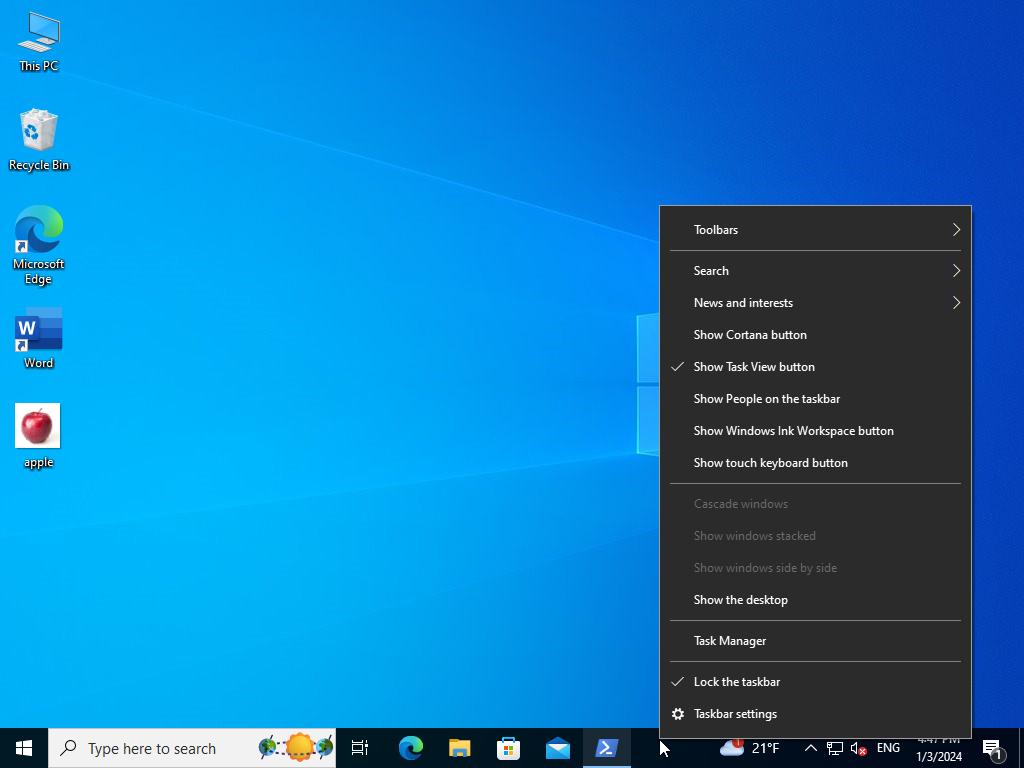 This PC
Recycle Bin
Microsoft
Edge
W
Word
apple
Toolbars
Search
News and interests
Show Cortana button
Show Task View button
Show People on the taskbar
Show Windows Ink Workspace button
Show touch keyboard button
Cascade windows
Show windows stacked
Show windows side by side
Show the desktop
Task Manager
Lock the taskbar
Taskbar settings
Type here to search
21°F
ENG
4:47 PM
1/3/2024
1